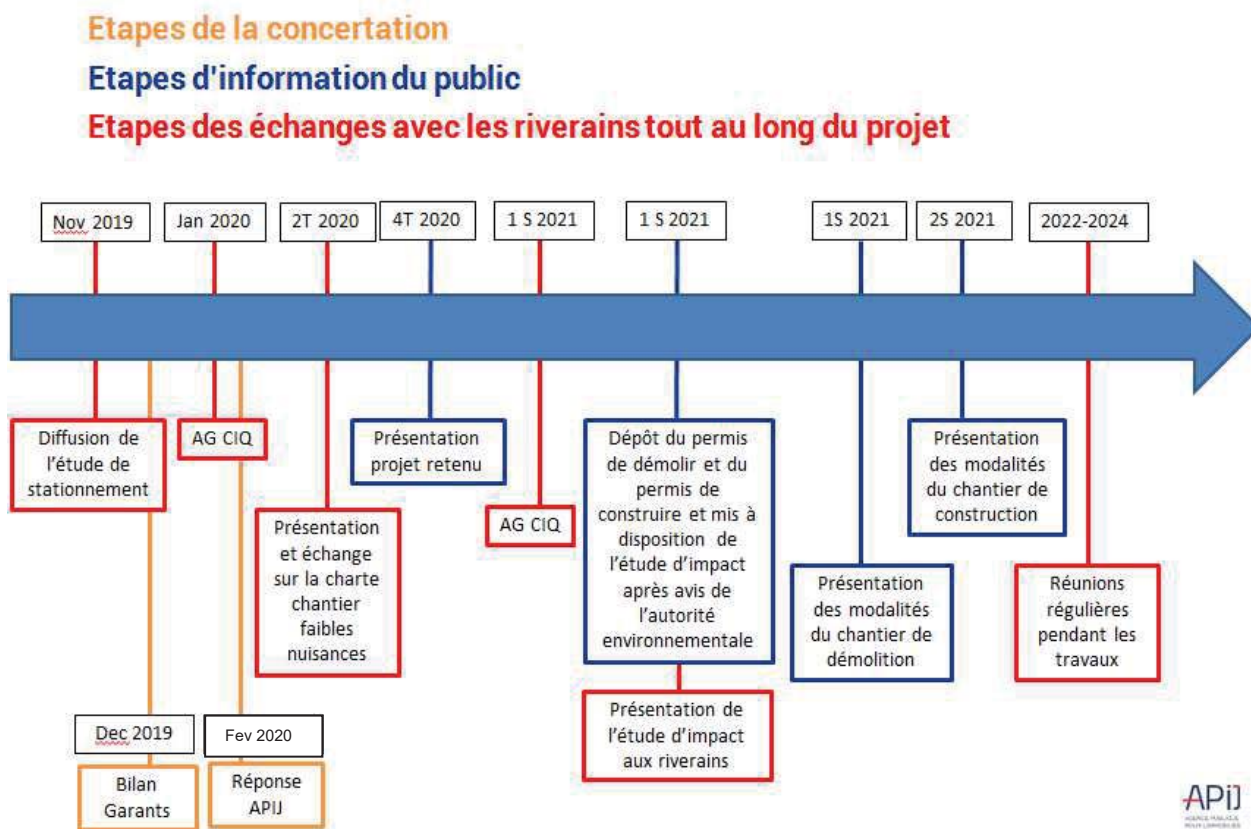 Etapes de la concertation
Etapes d'information du public
Etapes des échanges avec les riverains tout au long du projet
Nov 2019
Jan 2020
2T 2020
4T 2020
1 S 2021
1 S 2021
1S 2021
2S 2021
2022-2024
Diffusion de
l'étude de
stationnement
AG CIQ
Présentation
et échange
sur la charte
chantier
faibles
nuisances
Présentation
projet retenu
AG CIQ
Dépôt du permis
de démolir et du
permis de
construire et mis à
disposition de
l'étude d'impact
après avis de
l'autorité
environnementale
Présentation de
l'étude d'impact
aux riverains
Présentation
des modalités
du chantier de
démolition
Présentation
des modalités
du chantier de
construction
Réunions
régulières
pendant les
travaux
Dec 2019
Bilan
Garants
Fev 2020
Réponse
APIJ
APIJ